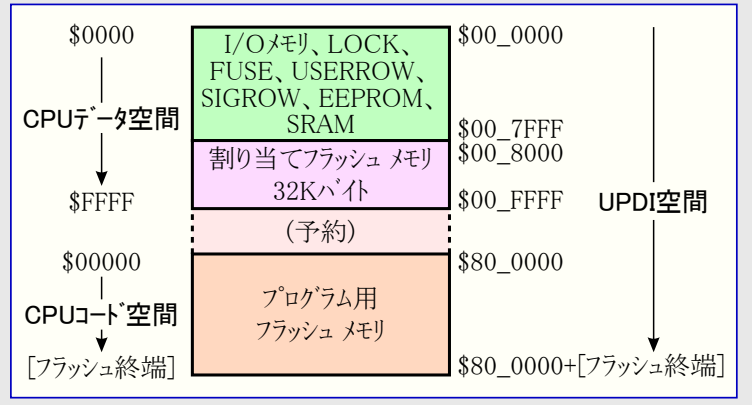 $0000
CPUデータ空間
$FFFF
$00000
CPUコード空間
[フラッシュ終端]
I/Oメモリ、LOCK、
FUSE、USERROW、
SIGROW、EEPROM、
SRAM
割り当てフラッシュ メモリ
32Kバイト
(予約)
プログラム用
フラッシュ メモリ
$00_0000
$00_7FFF
$00_8000
$00_FFFF
$80_0000
$80_0000+[フラッシュ終端]
UPDI空間